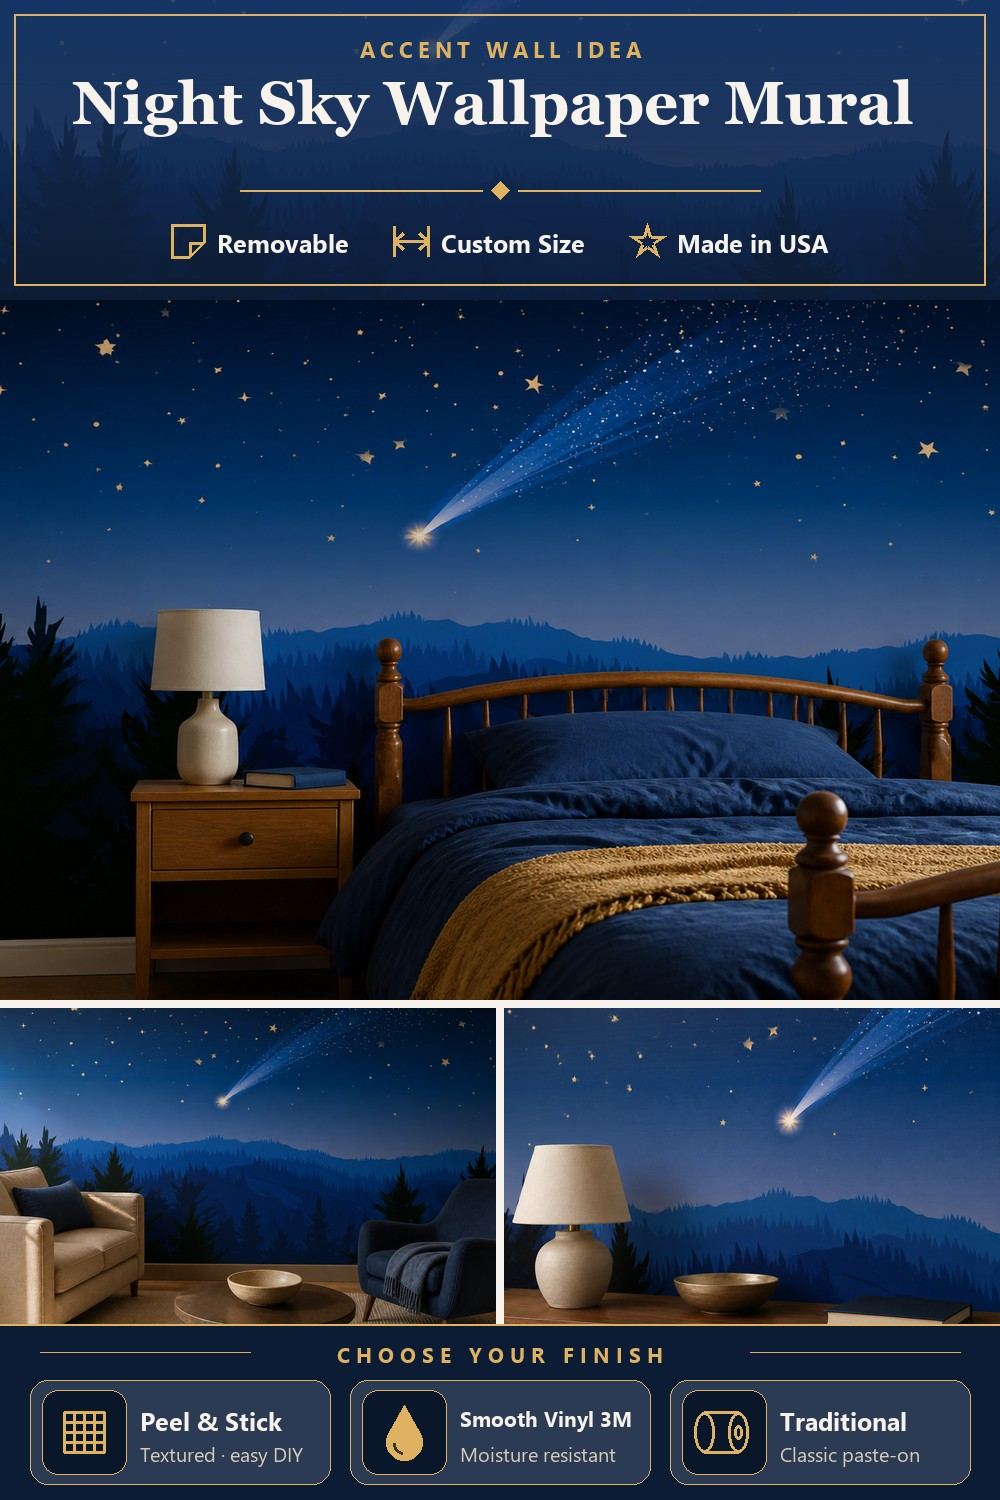 ACCENT WALL IDEA
Night Sky Wallpaper Mural
Removable
Custom Size
Made in USA
CHOOSE YOUR FINISH
Peel & Stick
Textured · easy DIY
Smooth Vinyl 3M
Moisture resistant
Traditional
Classic paste-on